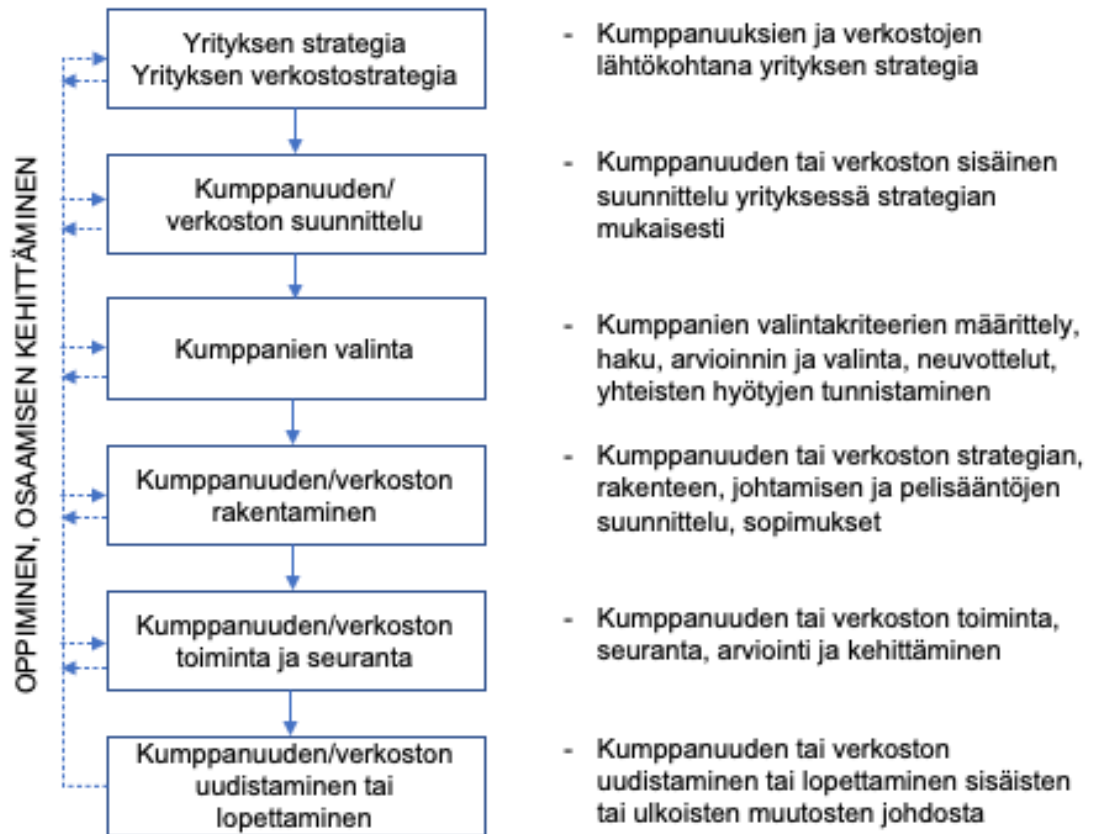 Yrityksen strategia
Yrityksen verkostostrategia
- Kumppanuuksien ja verkostojen
lähtökohtana yrityksen strategia
Kumppanuuden/
verkoston suunnittelu
- Kumppanuuden tai verkoston sisäinen
suunnittelu yrityksessä strategian
mukaisesti
Kumppanien valinta
- Kumppanien valintakriteerien määrittely,
haku, arvioinnin ja valinta, neuvottelut,
yhteisten hyötyjen tunnistaminen
Kumppanuuden/verkoston
rakentaminen
- Kumppanuuden tai verkoston strategian,
rakenteen, johtamisen ja pelisääntöjen
suunnittelu, sopimukset
Kumppanuuden/verkoston
toiminta ja seuranta
- Kumppanuuden tai verkoston toiminta,
seuranta, arviointi ja kehittäminen
Kumppanuuden/verkoston
uudistaminen tai
lopettaminen
- Kumppanuuden tai verkoston
uudistaminen tai lopettaminen sisäisten
tai ulkoisten muutosten johdosta
OPPIMINEN, OSAAMISEN KEHITTÄMINEN